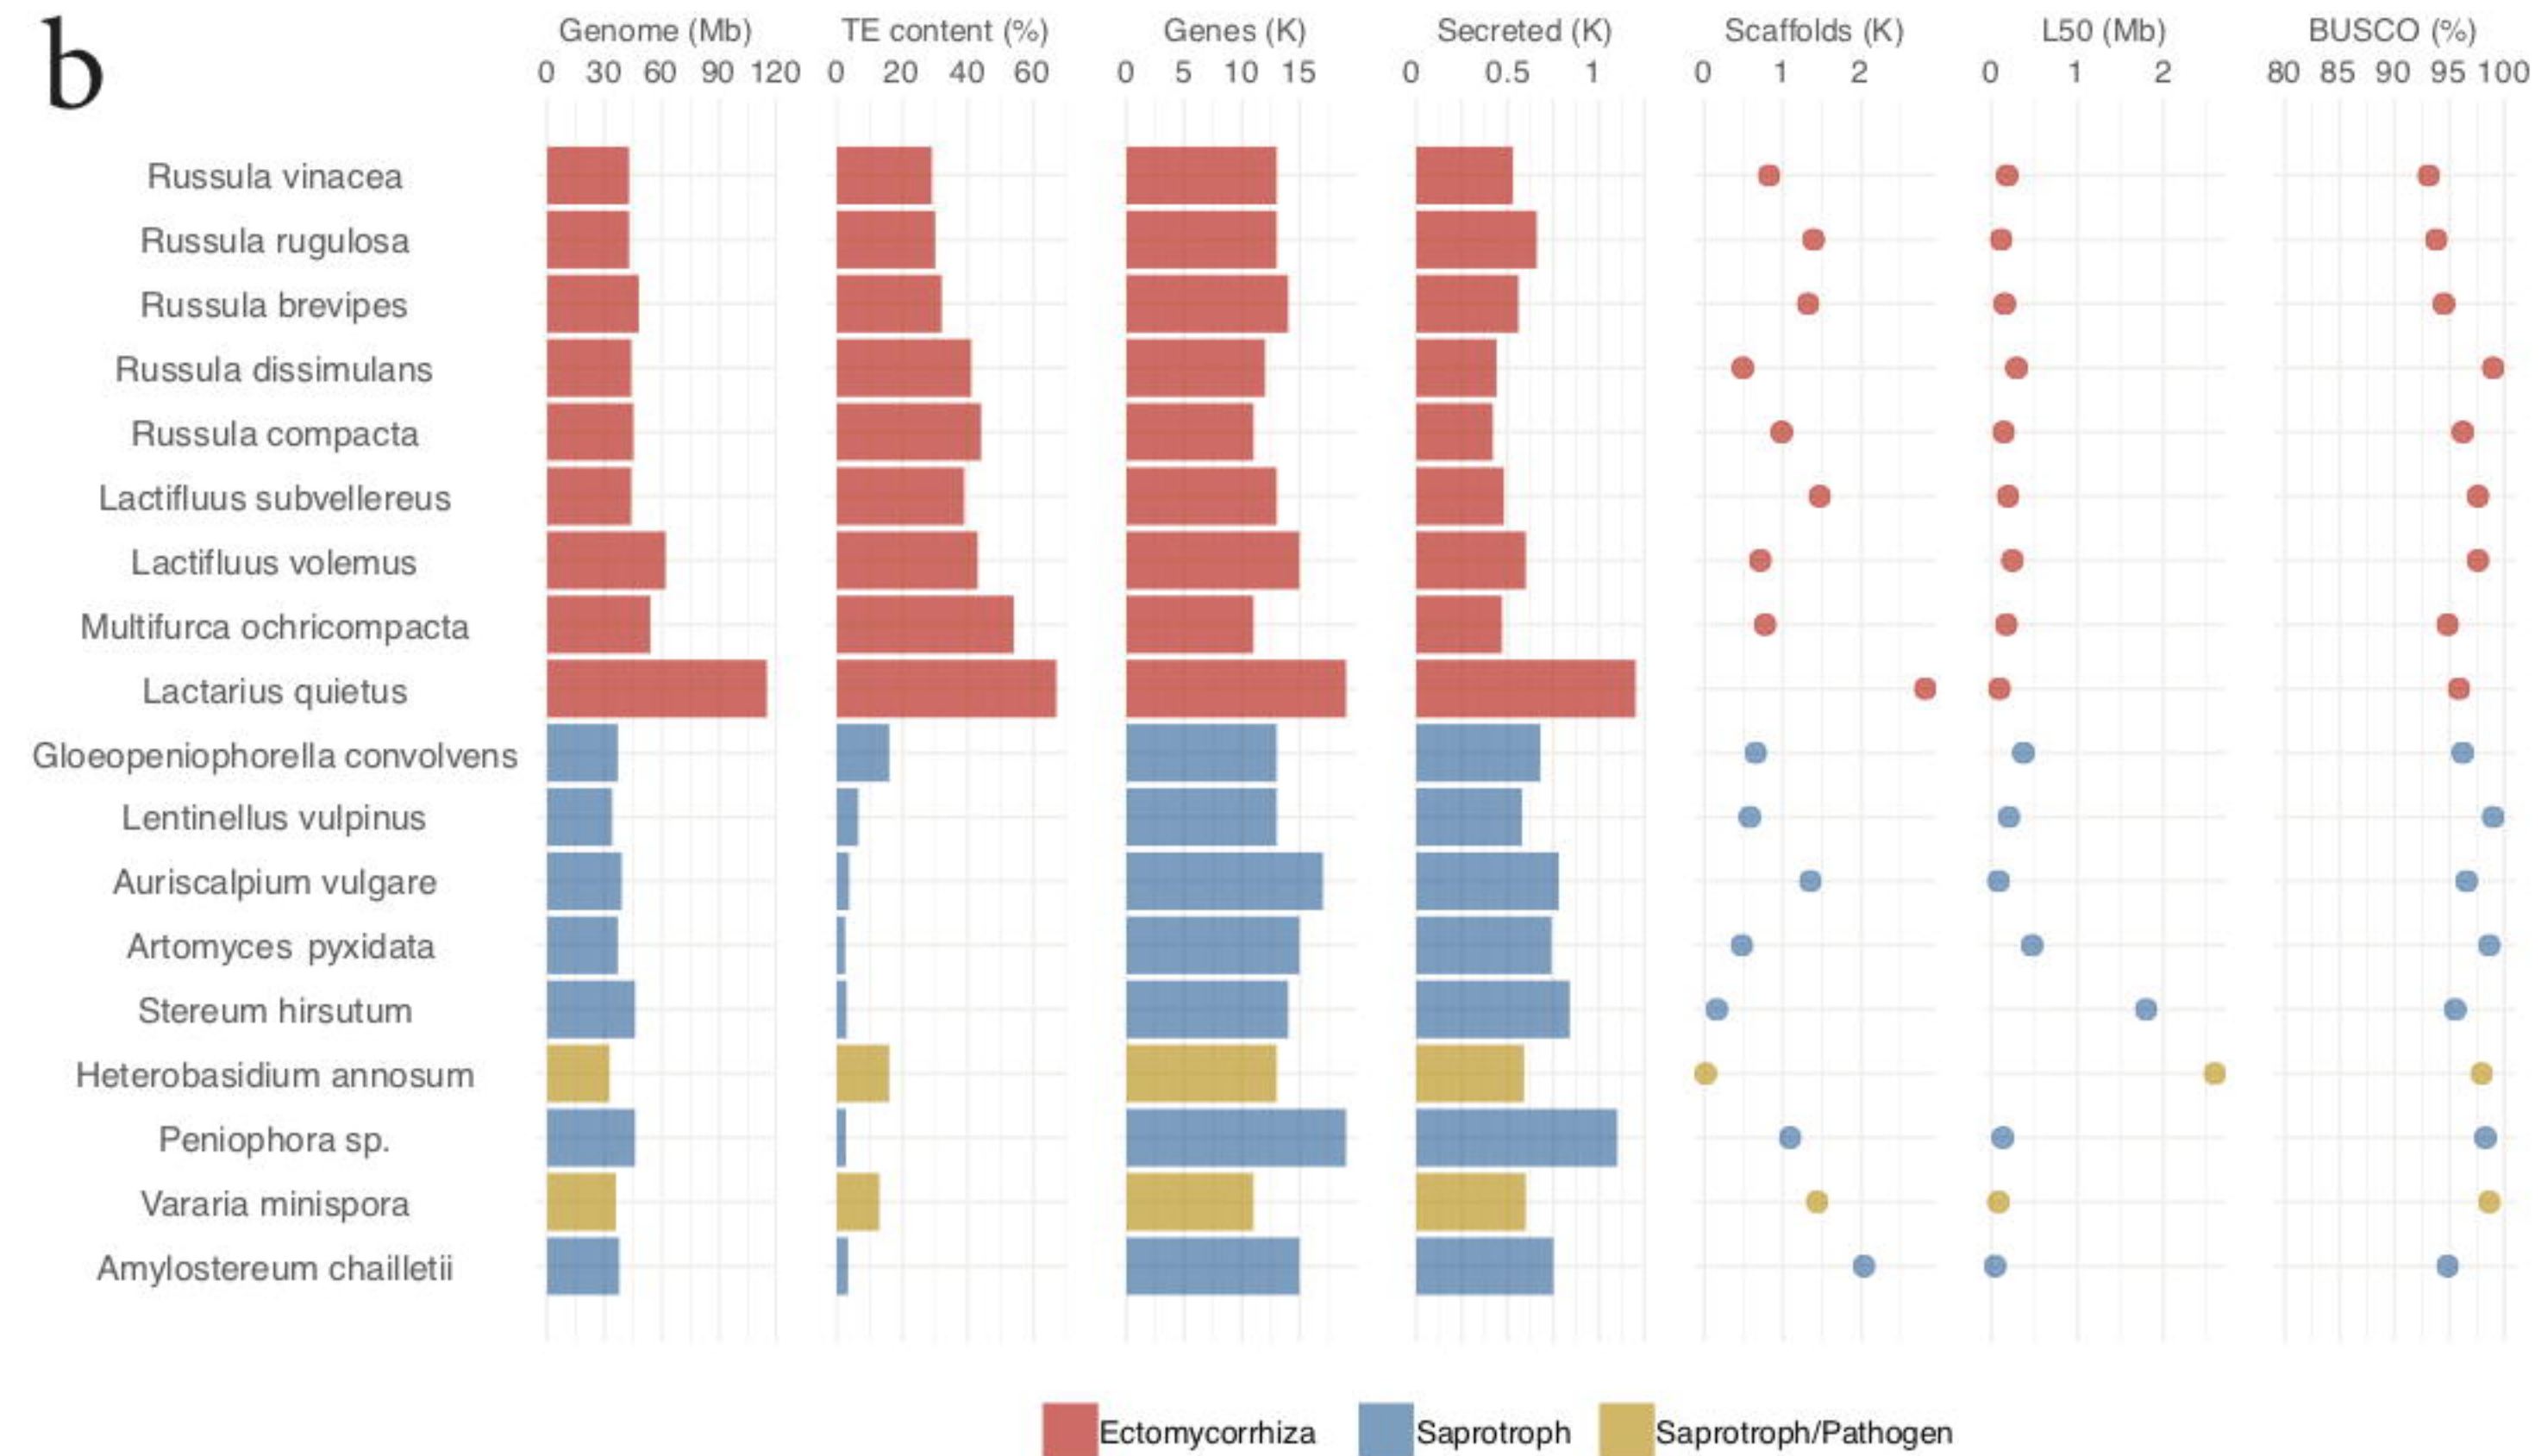 b
Genome (Mb) TE content (%) Genes (K) Secreted (K) Scaffolds (K) L50 (Mb) BUSCO (%)
0 30 60 90 120 0 20 40 60 0 5 10 15 0 0.5 1 0 1 2 0 1 2 80 85 90 95 100
Russula vinacea
Russula rugulosa
Russula brevipes
Russula dissimulans
Russula compacta
Lactifluus subvellereus
Lactifluus volemus
Multifurca ochricompacta
Lactarius quietus
Gloeopeniophorella convolvens
Lentinellus vulpinus
Auriscalpium vulgare
Artomyces pyxidata
Stereum hirsutum
Heterobasidium annosum
Peniophora sp.
Vararia minispora
Amylostereum chailletii
Ectomycorrhiza Saprotroph Saprotroph/Pathogen